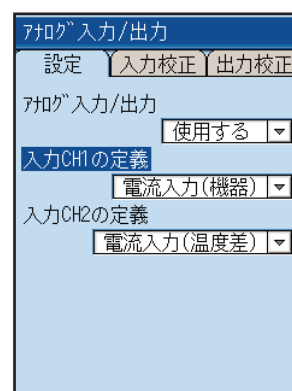 ｱﾅﾛｸﾞ入力/出力
設定 入力校正 出力校正
ｱﾅﾛｸﾞ入力/出力
使用する
入力CH1の定義
電流入力(機器)
入力CH2の定義
電流入力(温度差)